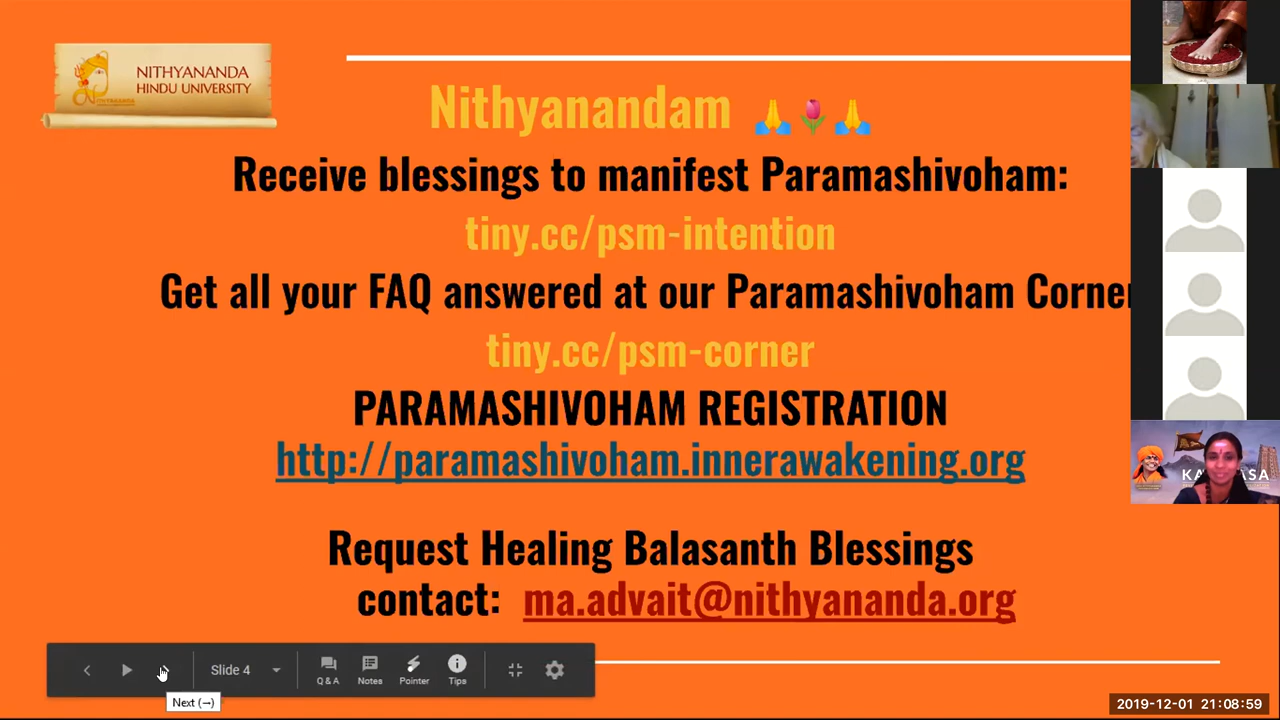 NITHYANANDA
HINDU UNIVERSITY
Nithyanandam 🙏🌷🙏
Receive blessings to manifest Paramashivoham:
tiny.cc/psm-intention
Get all your FAQ answered at our Paramashivoham Corner
tiny.cc/psm-corner
PARAMASHIVOHAM REGISTRATION
http://paramashivoham.innerawakening.org
Request Healing Balasanth Blessings
contact: ma.advait@nithyananda.org
Slide 4
Q & A
Notes
Pointer
Tips
Next (→)
2019-12-01 21:08:59